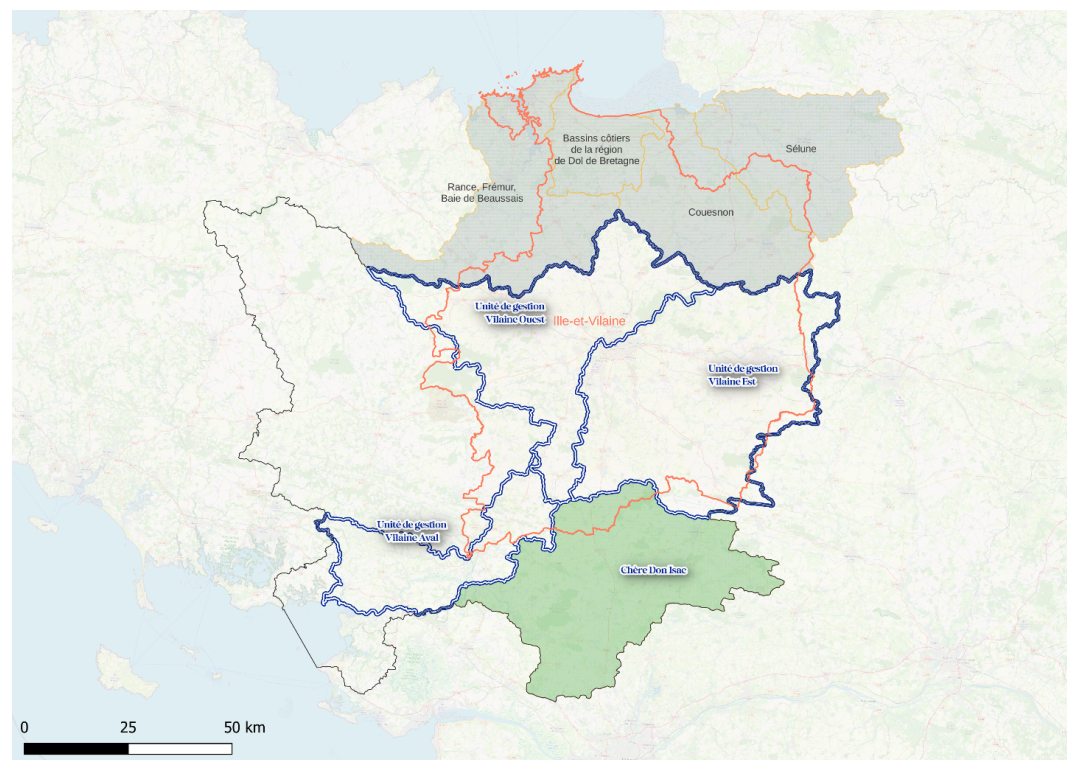 Bassins côtiers
de la région
de Dol de Bretagne
Sélune
Rance, Frémur,
Baie de Beaussais
Couesnon
Unité de gestion
Vilaine Ouest
Ille-et-Vilaine
Unité de gestion
Vilaine Est
Unité de gestion
Vilaine Aval
Chère Don Isac
0 25 50 km